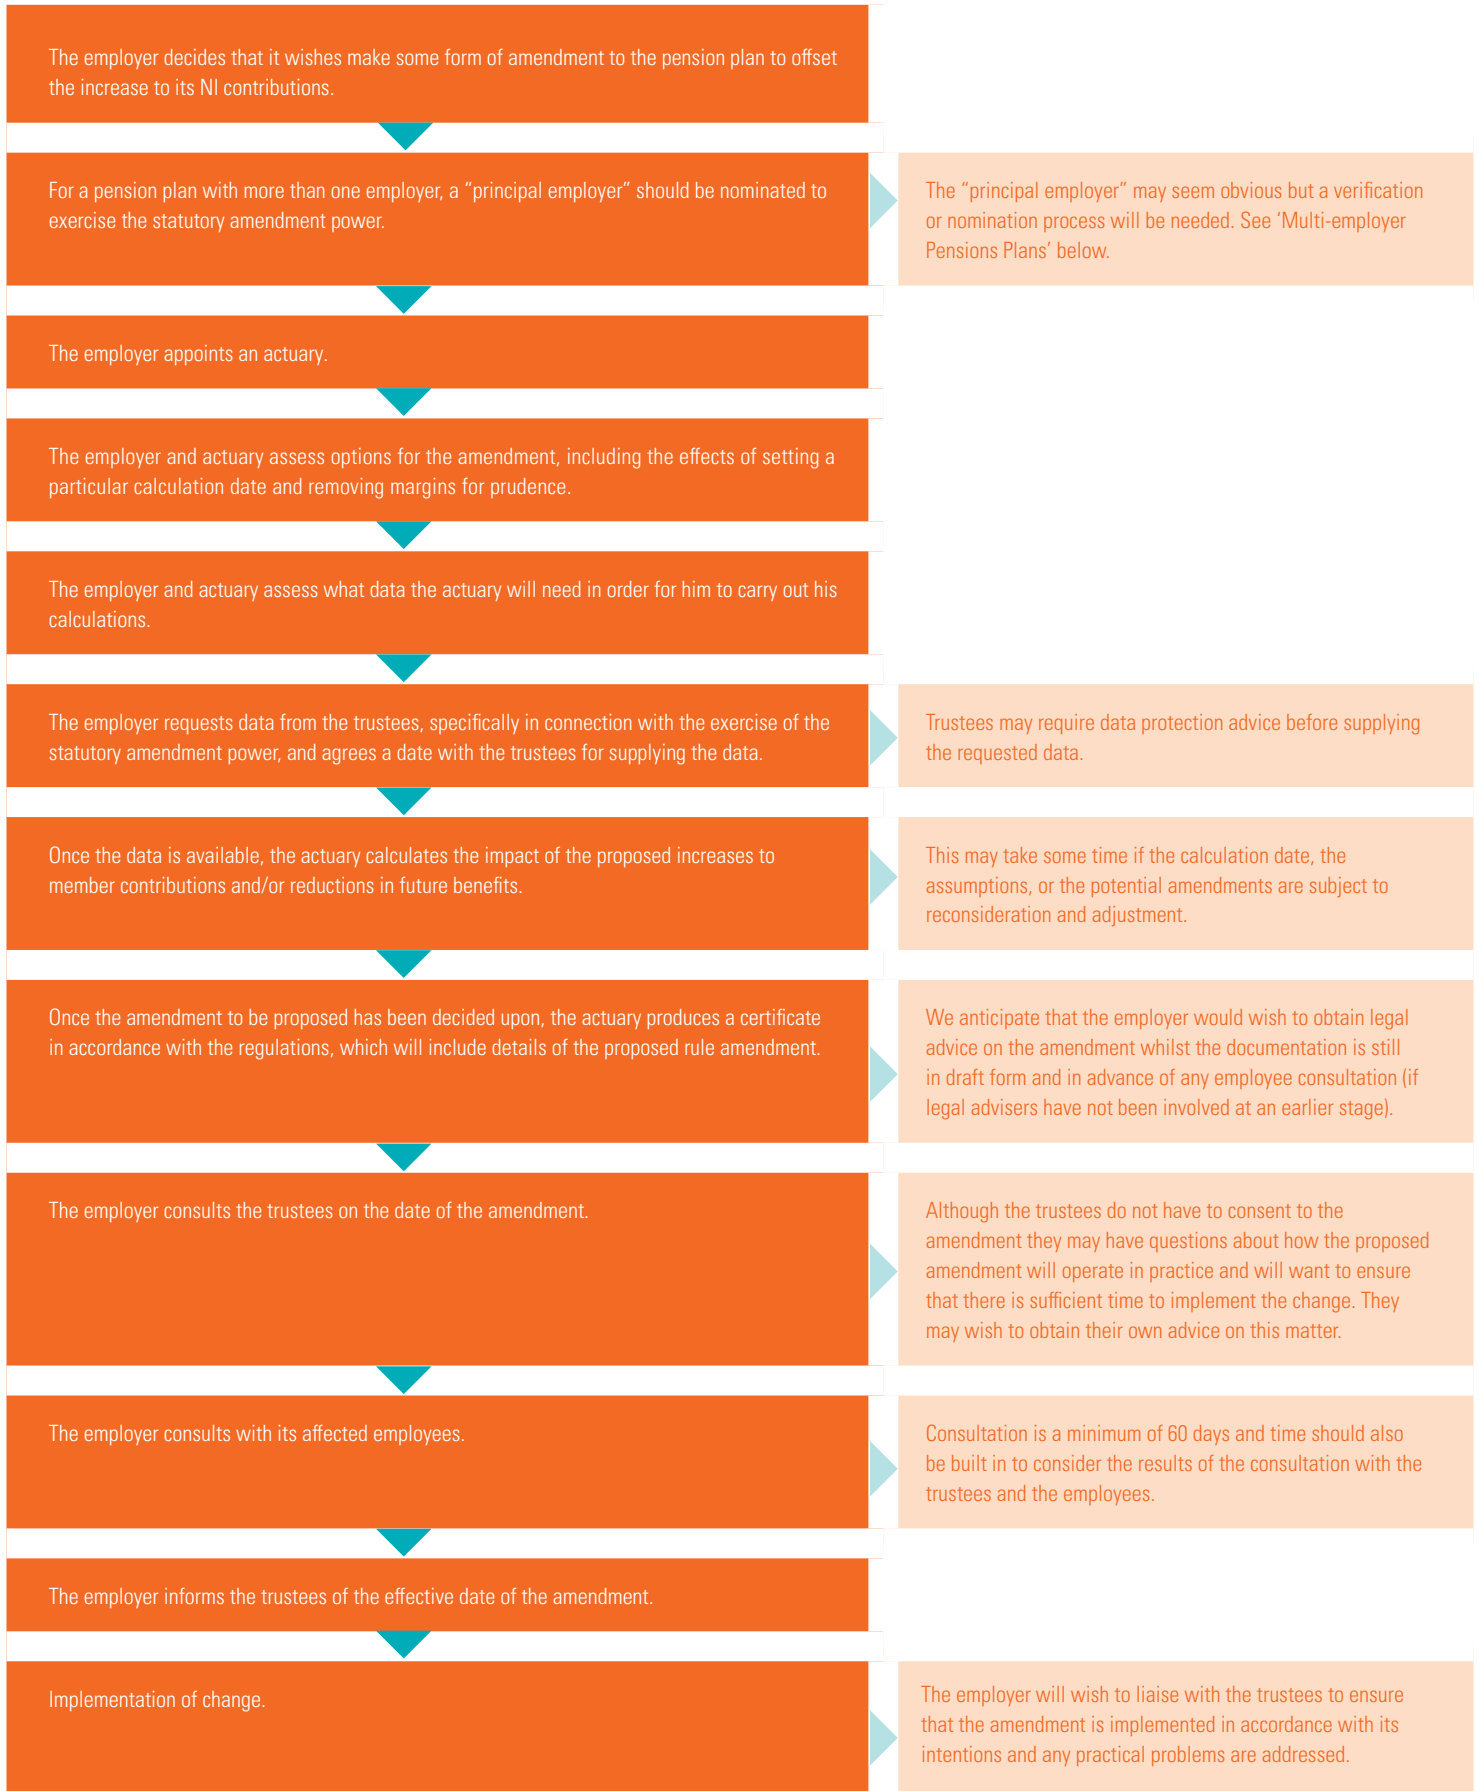 The employer decides that it wishes make some form of amendment to the pension plan to offset
the increase to its NI contributions.
For a pension plan with more than one employer, a “principal employer” should be nominated to
exercise the statutory amendment power.
The “principal employer” may seem obvious but a verification
or nomination process will be needed. See ‘Multi-employer
Pensions Plans’ below.
The employer appoints an actuary.
The employer and actuary assess options for the amendment, including the effects of setting a
particular calculation date and removing margins for prudence.
The employer and actuary assess what data the actuary will need in order for him to carry out his
calculations.
The employer requests data from the trustees, specifically in connection with the exercise of the
statutory amendment power, and agrees a date with the trustees for supplying the data.
Trustees may require data protection advice before supplying
the requested data.
Once the data is available, the actuary calculates the impact of the proposed increases to
member contributions and/or reductions in future benefits.
This may take some time if the calculation date, the
assumptions, or the potential amendments are subject to
reconsideration and adjustment.
Once the amendment to be proposed has been decided upon, the actuary produces a certificate
in accordance with the regulations, which will include details of the proposed rule amendment.
We anticipate that the employer would wish to obtain legal
advice on the amendment whilst the documentation is still
in draft form and in advance of any employee consultation (if
legal advisers have not been involved at an earlier stage).
The employer consults the trustees on the date of the amendment.
Although the trustees do not have to consent to the
amendment they may have questions about how the proposed
amendment will operate in practice and will want to ensure
that there is sufficient time to implement the change. They
may wish to obtain their own advice on this matter.
The employer consults with its affected employees.
Consultation is a minimum of 60 days and time should also
be built in to consider the results of the consultation with the
trustees and the employees.
The employer informs the trustees of the effective date of the amendment.
Implementation of change.
The employer will wish to liaise with the trustees to ensure
that the amendment is implemented in accordance with its
intentions and any practical problems are addressed.